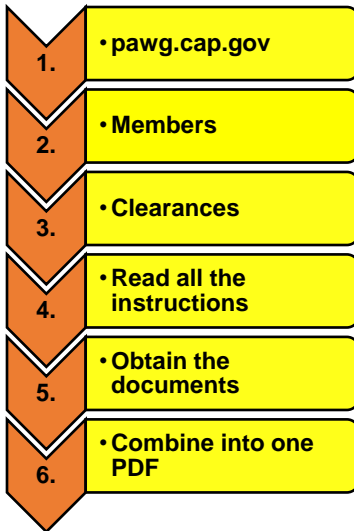 1.
• pawg.cap.gov
2.
• Members
3.
• Clearances
4.
• Read all the
instructions
5.
• Obtain the
documents
6.
• Combine into one
PDF